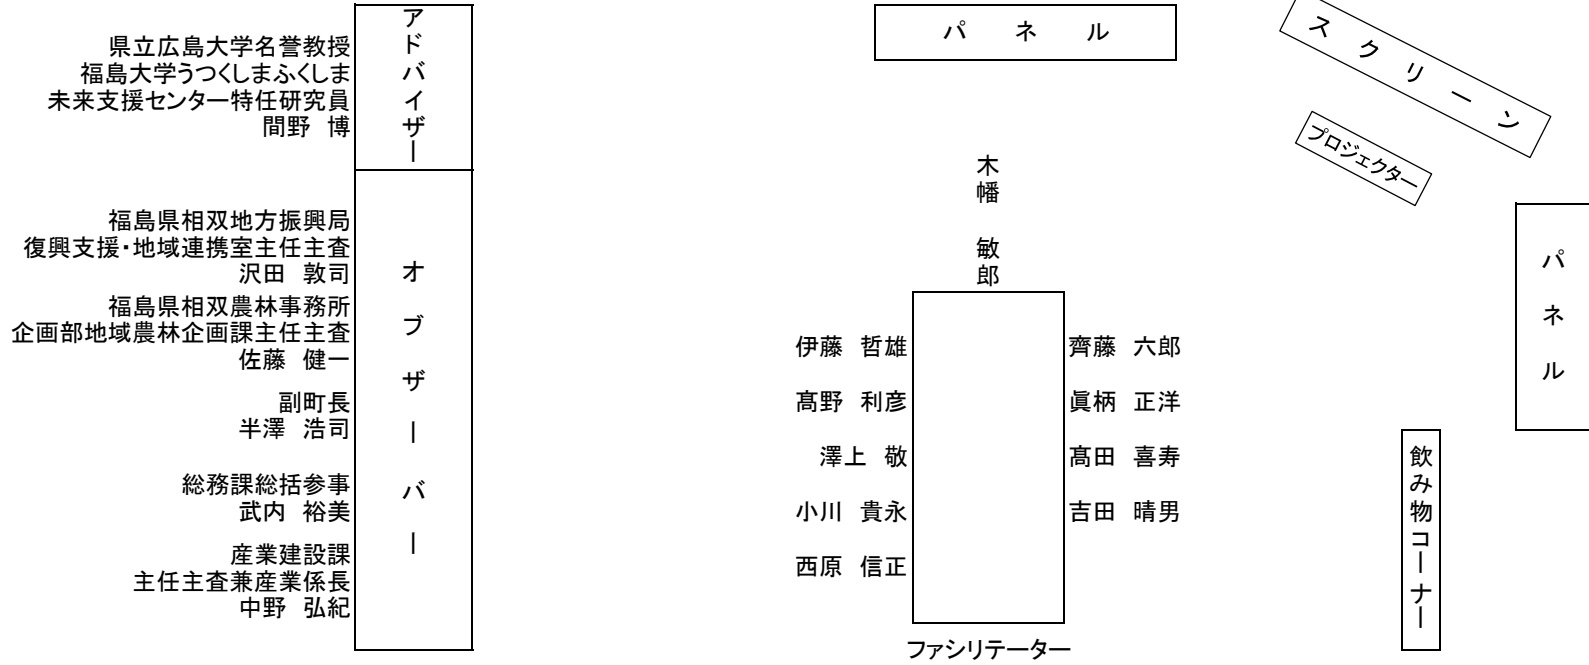 県立広島大学名誉教授
福島大学うつくしまふくしま
未来支援センター特任研究員
間野 博
アドバイザー
福島県相双地方振興局
復興支援・地域連携室主任主査
沢田 敦司
福島県相双農林事務所
企画部地域農林企画課主任主査
佐藤 健一
副町長
半澤 浩司
総務課総括参事
武内 裕美
産業建設課
主任主査兼産業係長
中野 弘紀
オブザーバー
パネル
木幡 敏郎
伊藤 哲雄
髙野 利彦
澤上 敬
小川 貴永
西原 信正
齊藤 六郎
眞柄 正洋
髙田 喜寿
吉田 晴男
ファシリテーター
スクリーン
プロジェクター
パネル
飲み物コーナー